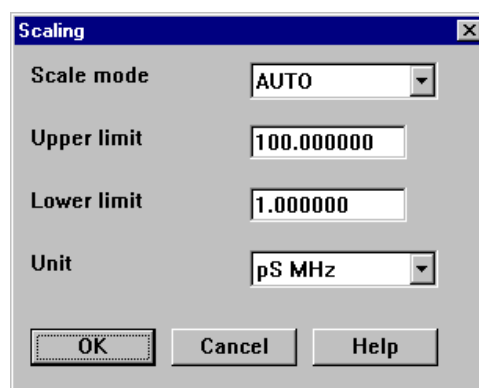 Scaling
Scale mode AUTO
Upper limit 100.000000
Lower limit 1.000000
Unit pS MHz
OK Cancel Help